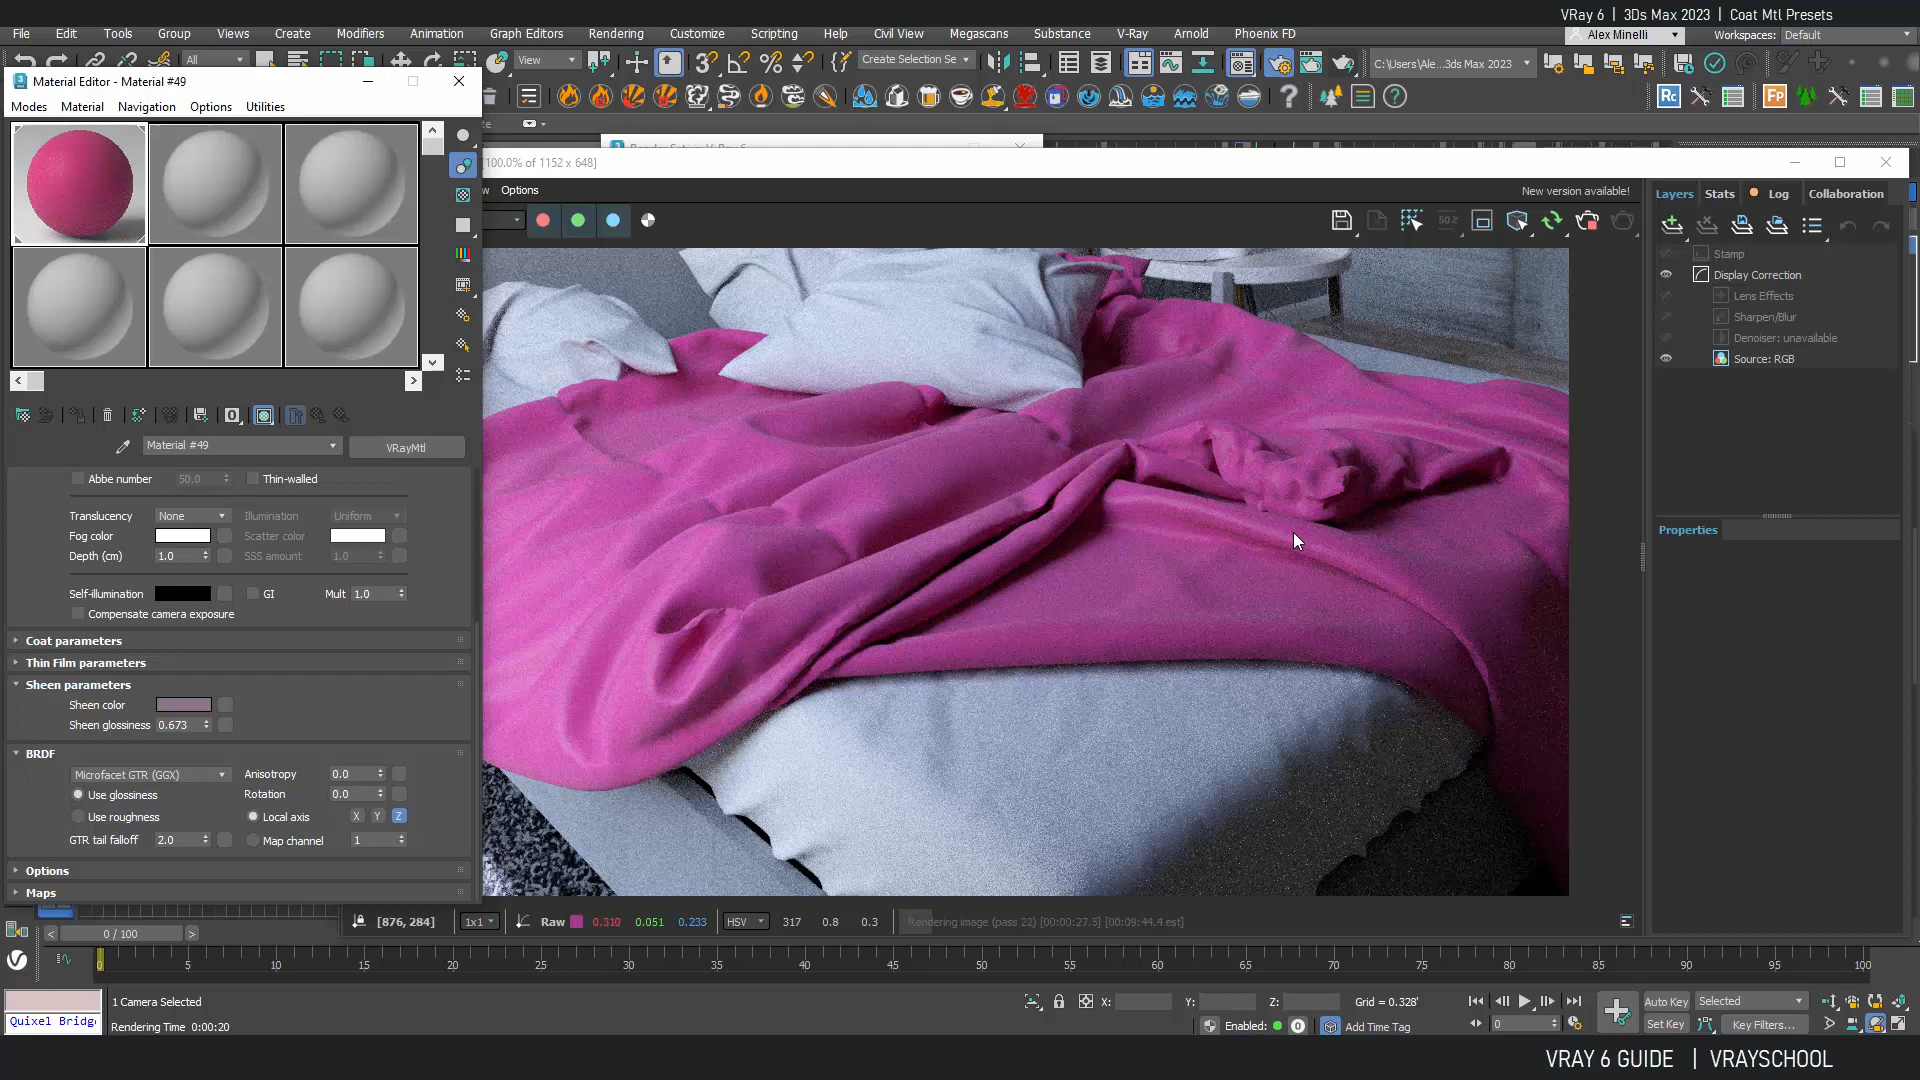 VRay 6 | 3Ds Max 2023 | Coat Mtl Presets
File Edit Tools Group Views Create Modifiers Animation Graph Editors Rendering Customize Scripting Help Civil View Megascans Substance V-Ray Arnold Phoenix FD
Alex Minelli Workspaces: Default
All View Create Selection Se C:\Users\Ale...3ds Max 2023
Material Editor - Material #49
Modes Material Navigation Options Utilities
[100.0% of 1152 x 648]
Options New version available!
Layers Stats Log Collaboration
Stamp
Display Correction
Lens Effects
Sharpen/Blur
Denoiser: unavailable
Source: RGB
Properties
Material #49 VRayMtl
Abbe number 50.0 Thin-walled
Translucency None Illumination Uniform
Fog color Scatter color
Depth (cm) 1.0 SSS amount 1.0
Self-illumination GI Mult 1.0
Compensate camera exposure
Coat parameters
Thin Film parameters
Sheen parameters
Sheen color
Sheen glossiness 0.673
BRDF
Microfacet GTR (GGX) Anisotropy 0.0
Use glossiness Rotation 0.0
Use roughness Local axis X Y Z
GTR tail falloff 2.0 Map channel 1
Options
Maps
[876, 284] 1x1 Raw 0.310 0.051 0.233 HSV 317 0.8 0.3 Rendering image (pass 22) [00:00:27.5] [00:09:44.4 est]
< 0 / 100 >
0 5 10 15 20 25 30 35 40 45 50 55 60 65 70 75 80 85 90 95 100
1 Camera Selected X: Y: Z: Grid = 0.328' Auto Key Selected
Quixel Bridg Rendering Time 0:00:20 Enabled: 0 Add Time Tag 0 Set Key Key Filters...
VRAY 6 GUIDE | VRAYSCHOOL